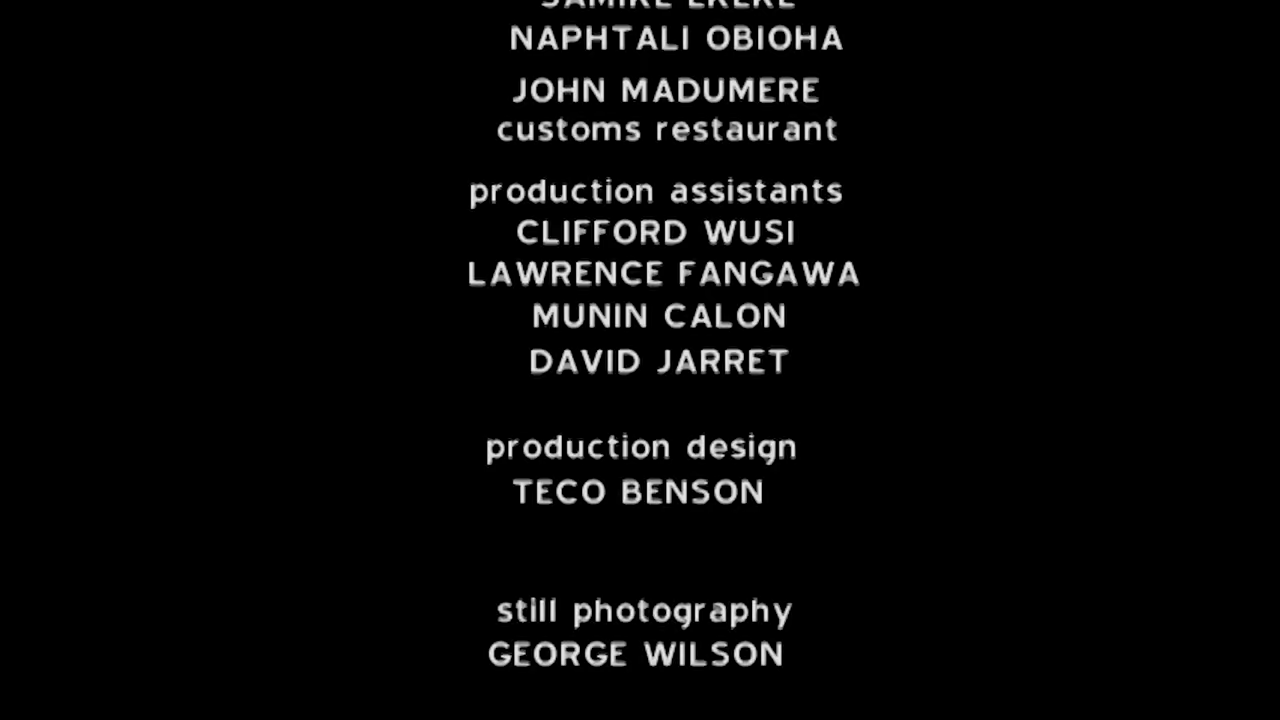 NAPHTALI OBIOHA
JOHN MADUMERE
customs restaurant
production assistants
CLIFFORD WUSI
LAWRENCE FANGAWA
MUNIN CALON
DAVID JARRET
production design
TECO BENSON
still photography
GEORGE WILSON